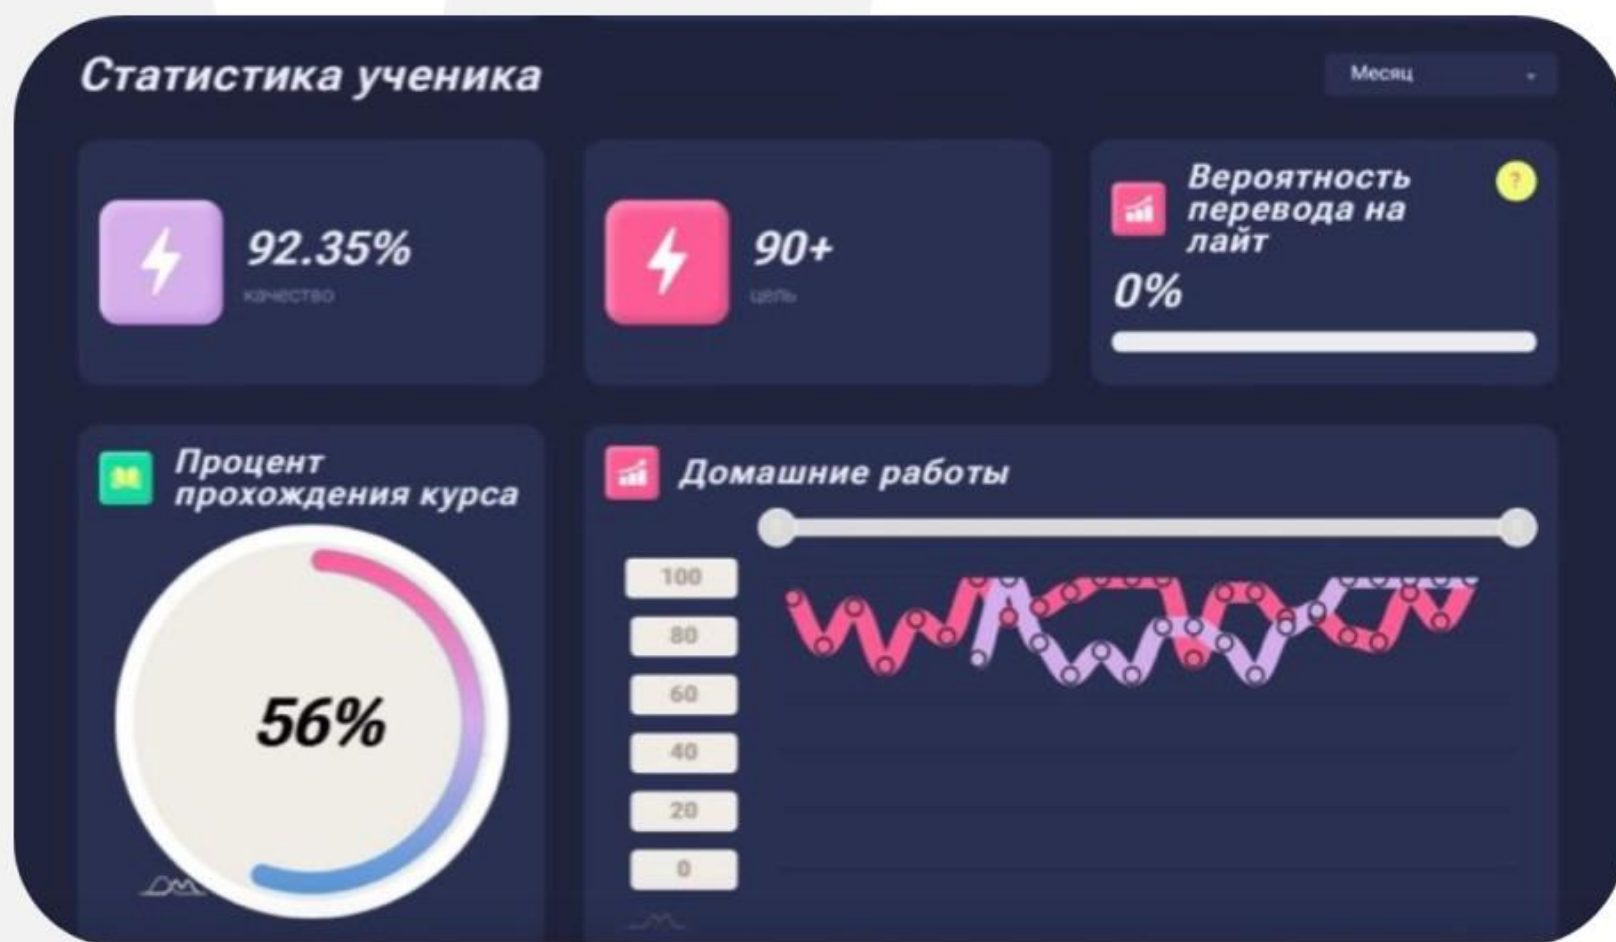 Статистика ученика
Месяц
92.35%
качество
90+
цель
Вероятность
перевода на
лайт
?
0%
Процент
прохождения курса
56%
Домашние работы
100
80
60
40
20
0